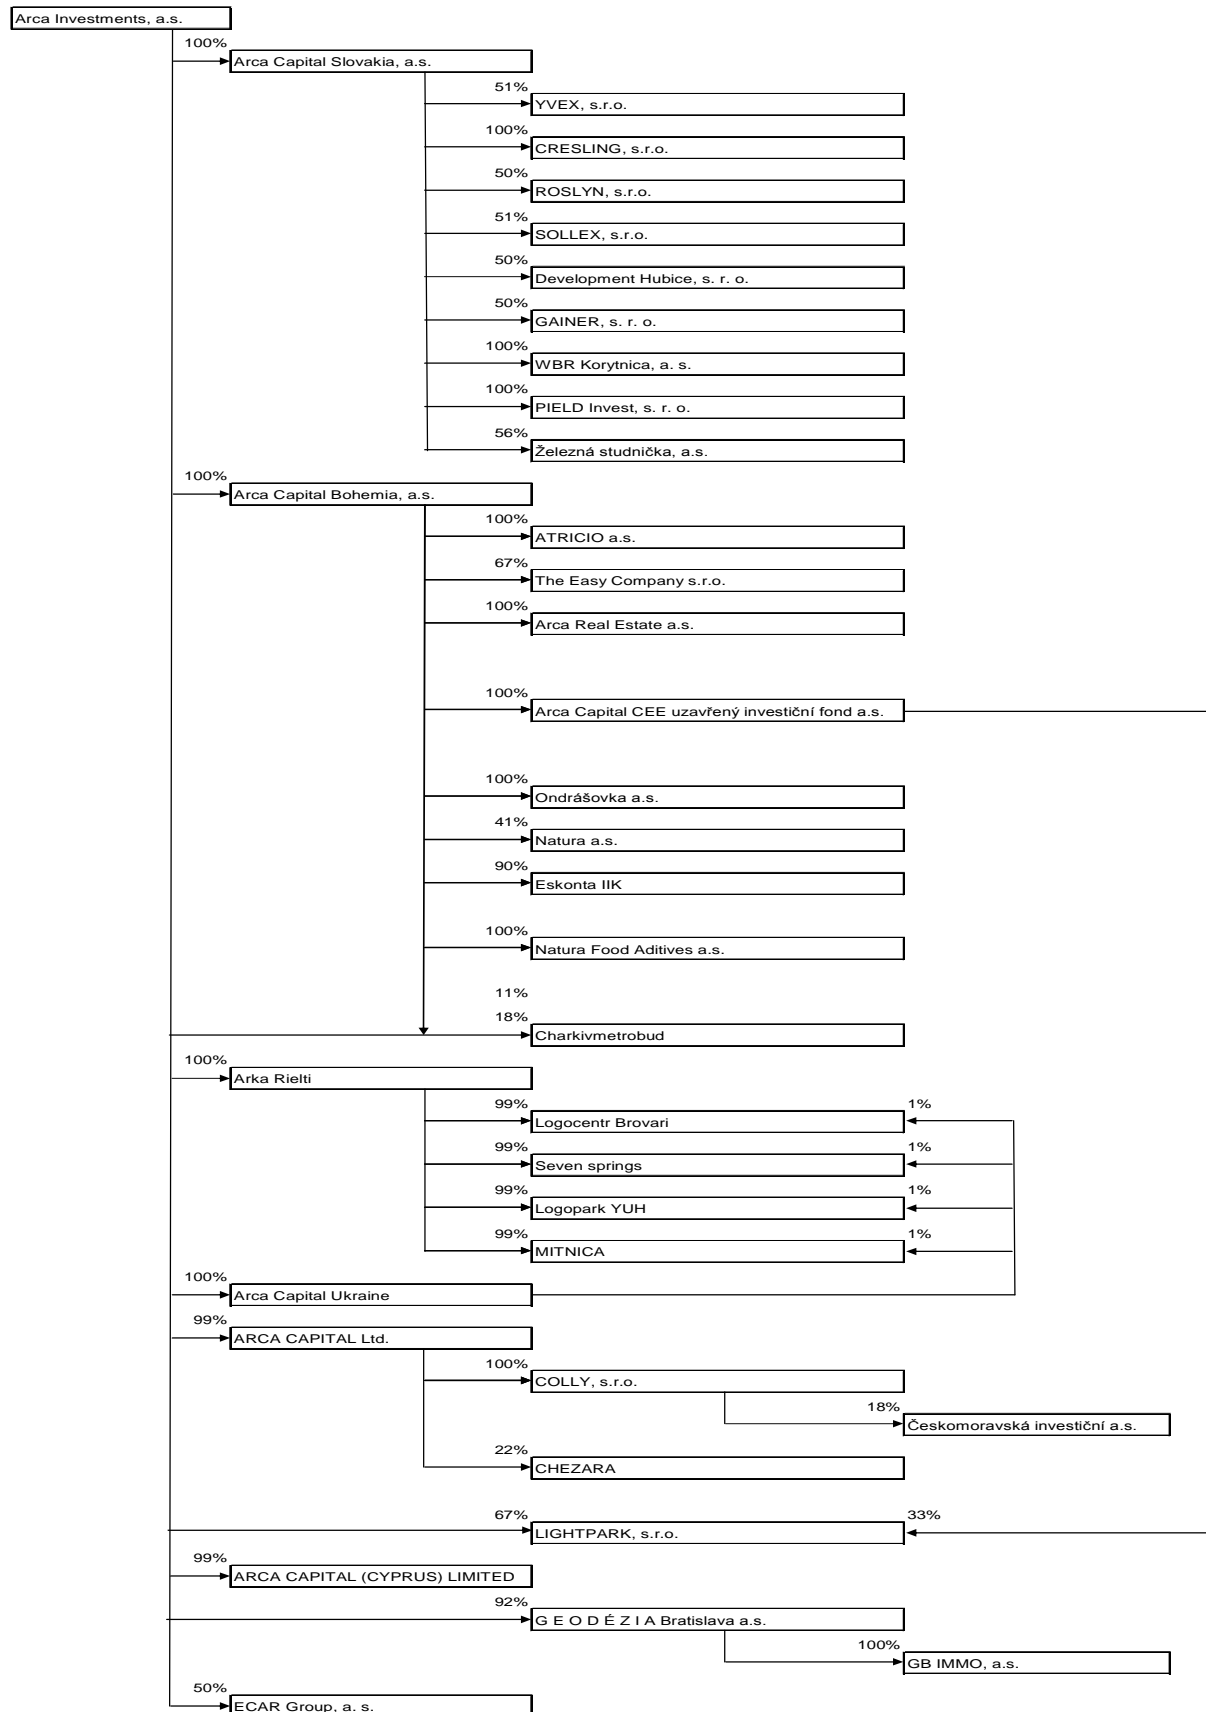 Arca Investments, a.s.
100%
Arca Capital Slovakia, a.s.
51%
YVEX, s.r.o.
100%
CRESLING, s.r.o.
50%
ROSLYN, s.r.o.
51%
SOLLEX, s.r.o.
50%
Development Hubice, s. r. o.
50%
GAINER, s. r. o.
100%
WBR Korytnica, a. s.
100%
PIELD Invest, s. r. o.
56%
Železná studnička, a.s.
100%
Arca Capital Bohemia, a.s.
100%
ATRICIO a.s.
67%
The Easy Company s.r.o.
100%
Arca Real Estate a.s.
100%
Arca Capital CEE uzavřený investiční fond a.s.
100%
Ondrášovka a.s.
41%
Natura a.s.
90%
Eskonta IIK
100%
Natura Food Aditives a.s.
11%
18%
Charkivmetrobud
100%
Arka Rielti
99% 1%
Logocentr Brovari
99% 1%
Seven springs
99% 1%
Logopark YUH
99% 1%
MITNICA
100%
Arca Capital Ukraine
99%
ARCA CAPITAL Ltd.
100%
COLLY, s.r.o.
18%
Českomoravská investiční a.s.
22%
CHEZARA
67% 33%
LIGHTPARK, s.r.o.
99%
ARCA CAPITAL (CYPRUS) LIMITED
92%
G E O D É Z I A Bratislava a.s.
100%
GB IMMO, a.s.
50%
ECAR Group, a. s.